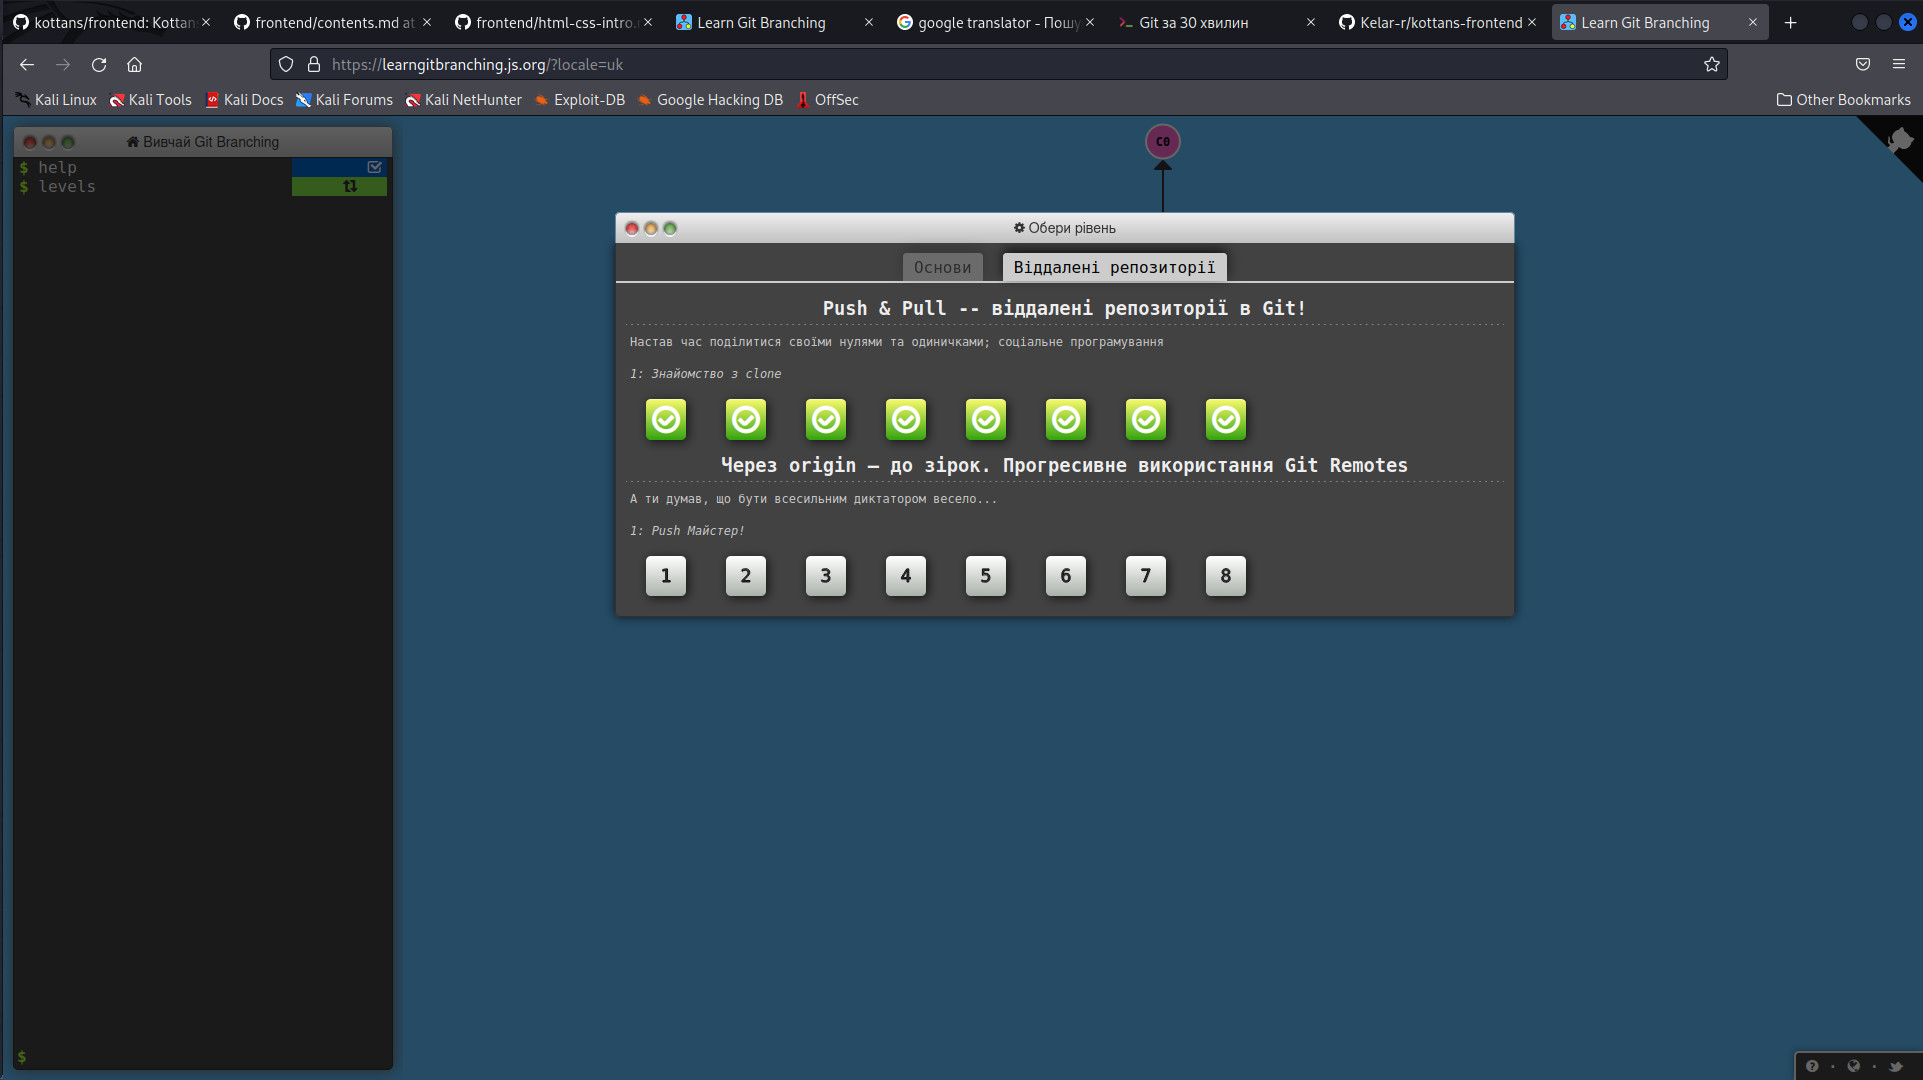 kottans/frontend: Kottan
frontend/contents.md at
frontend/html-css-intro.
Learn Git Branching
google translator - Пошу
Git за 30 хвилин
Kelar-r/kottans-frontend
Learn Git Branching
https://learngitbranching.js.org/?locale=uk
Kali Linux
Kali Tools
Kali Docs
Kali Forums
Kali NetHunter
Exploit-DB
Google Hacking DB
OffSec
Other Bookmarks
Вивчай Git Branching
$ help
$ levels
C0
Обери рівень
Основи
Віддалені репозиторії
Push & Pull -- віддалені репозиторії в Git!
Настав час поділитися своїми нулями та одиничками; соціальне програмування
1: Знайомство з clone
Через origin – до зірок. Прогресивне використання Git Remotes
А ти думав, що бути всесильним диктатором весело...
1: Push Майстер!
1 2 3 4 5 6 7 8
$